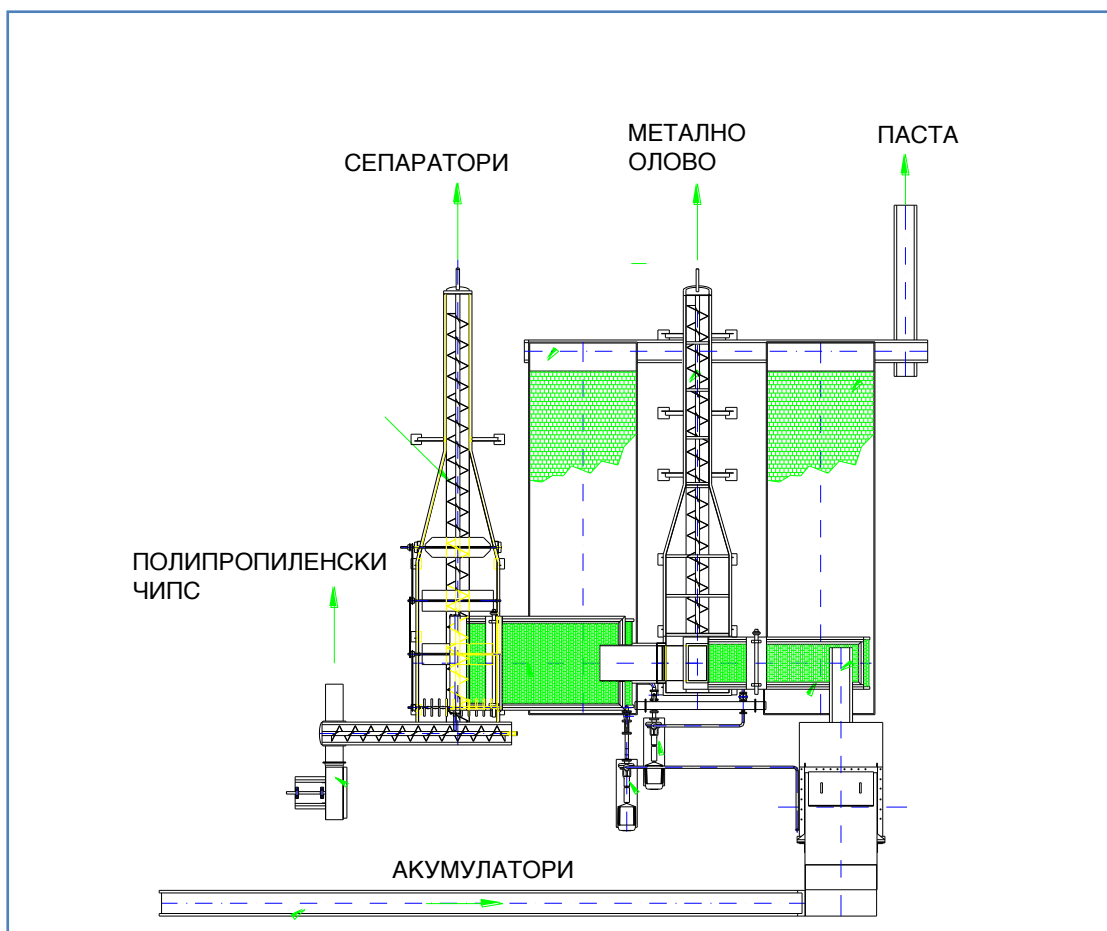 СЕПАРАТОРИ
МЕТАЛНО
ОЛОВО
ПАСТА
ПОЛИПРОПИЛЕНСКИ
ЧИПС
АКУМУЛАТОРИ